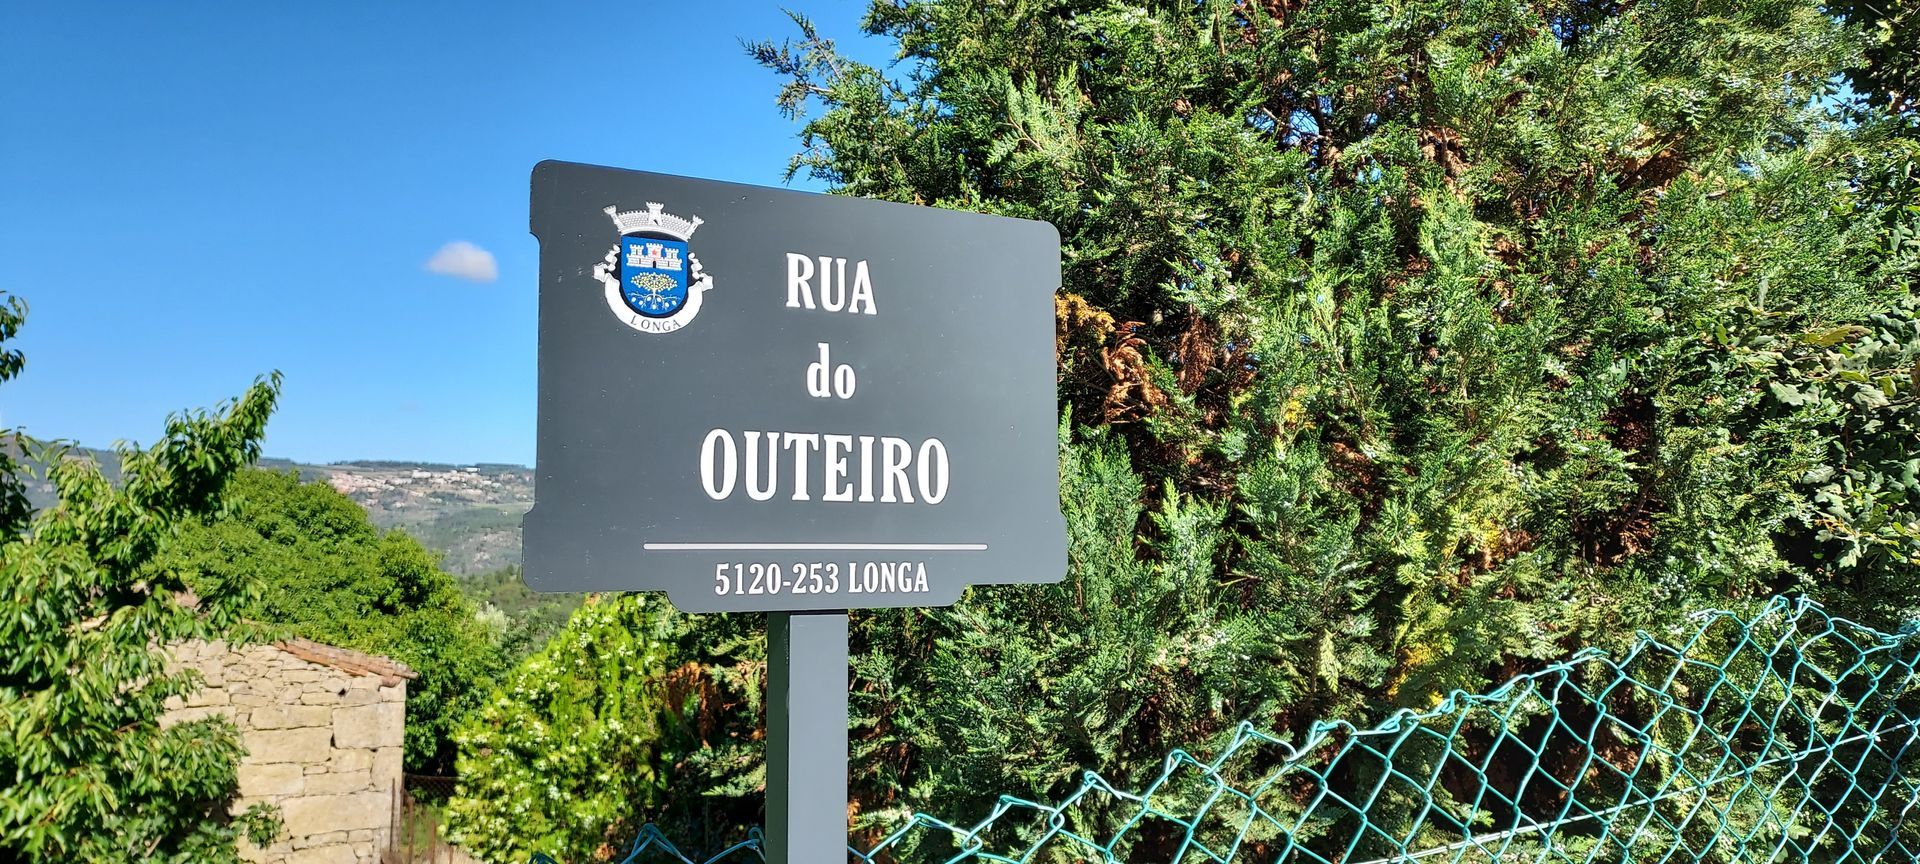 LONGA
RUA
do
OUTEIRO
5120-253 LONGA